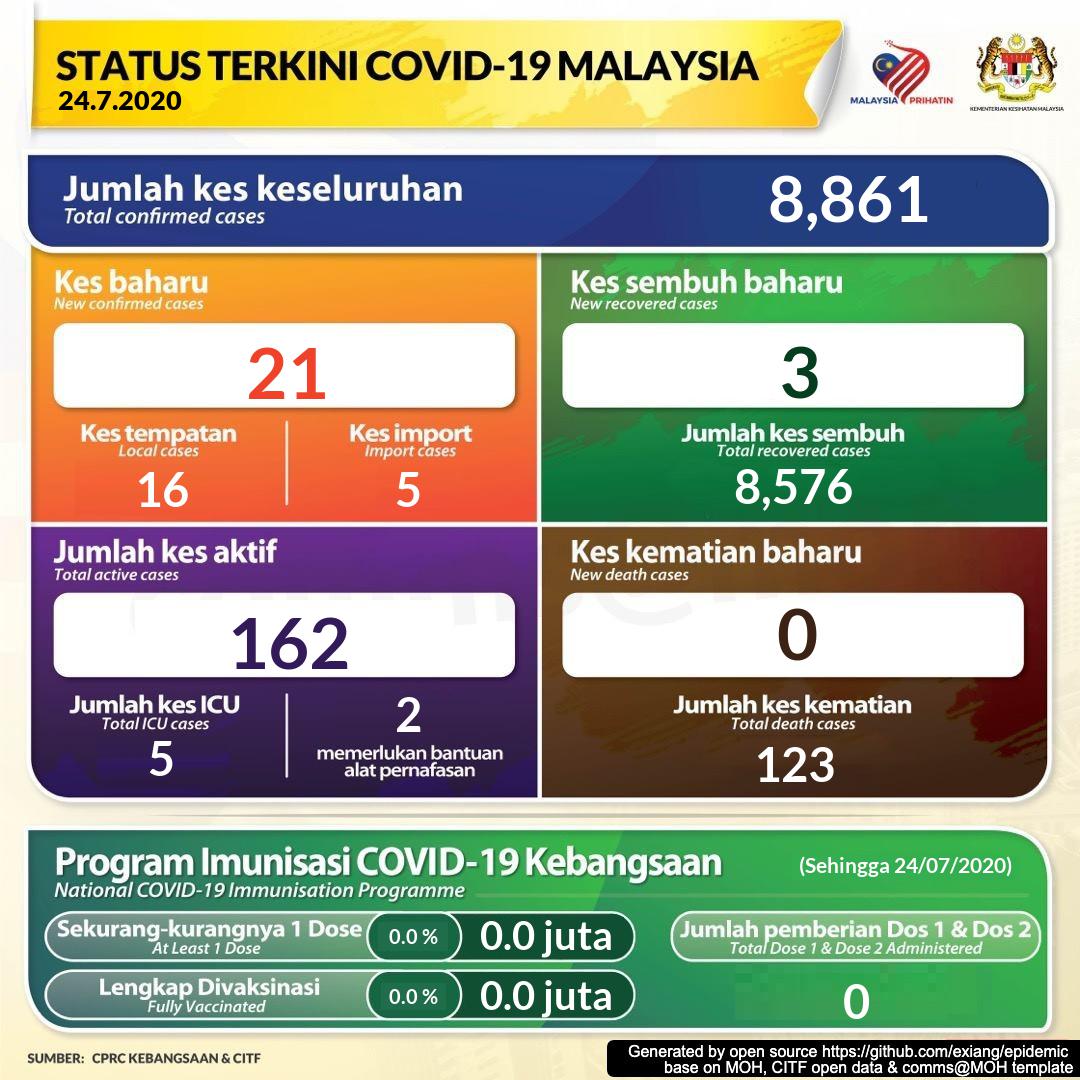 STATUS TERKINI COVID-19 MALAYSIA
24.7.2020
MALAYSIA PRIHATIN
KEMENTERIAN KESIHATAN MALAYSIA
Jumlah kes keseluruhan
Total confirmed cases
8,861
Kes baharu
New confirmed cases
21
Kes tempatan
Local cases
16
Kes import
Import cases
5
Kes sembuh baharu
New recovered cases
3
Jumlah kes sembuh
Total recovered cases
8,576
Jumlah kes aktif
Total active cases
162
Jumlah kes ICU
Total ICU cases
5
2
memerlukan bantuan
alat pernafasan
Kes kematian baharu
New death cases
0
Jumlah kes kematian
Total death cases
123
Program Imunisasi COVID-19 Kebangsaan
National COVID-19 Immunisation Programme
(Sehingga 24/07/2020)
Sekurang-kurangnya 1 Dose
At Least 1 Dose
0.0 %
0.0 juta
Lengkap Divaksinasi
Fully Vaccinated
0.0 %
0.0 juta
Jumlah pemberian Dos 1 & Dos 2
Total Dose 1 & Dose 2 Administered
0
SUMBER: CPRC KEBANGSAAN & CITF
Generated by open source https://github.com/exiang/epidemic
base on MOH, CITF open data & comms@MOH template